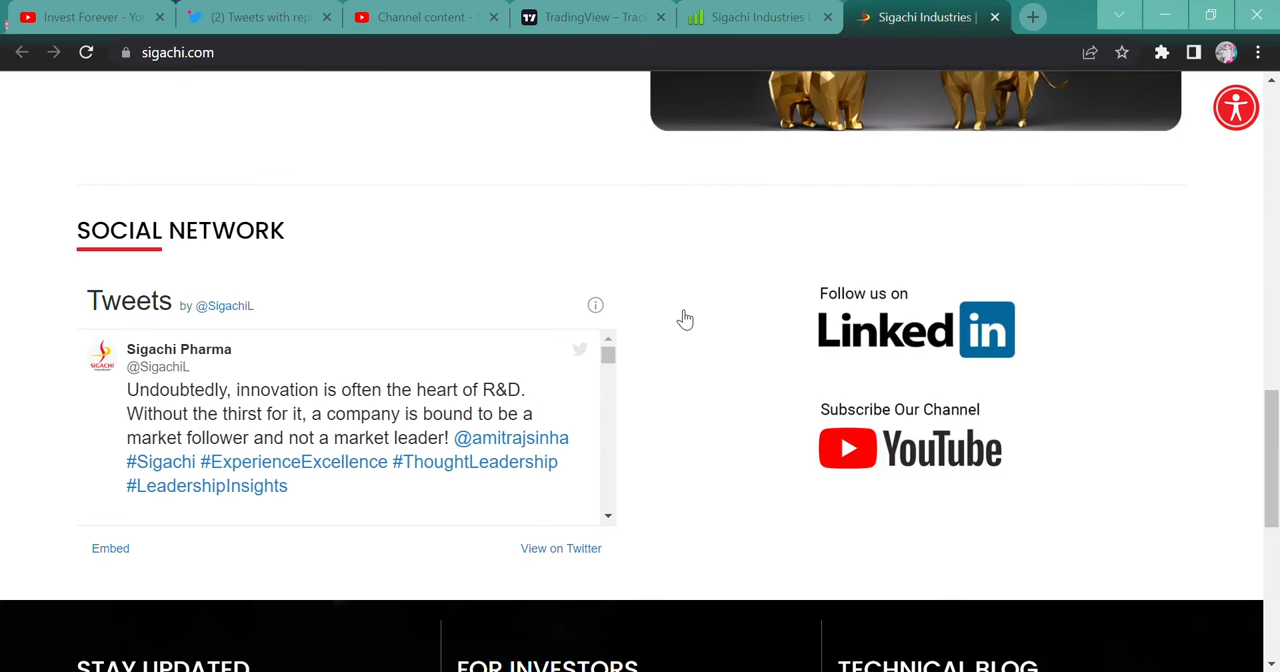 Invest Forever - Yo
(2) Tweets with rep
Channel content - Y
TradingView – Trac
Sigachi Industries L
Sigachi Industries |
sigachi.com
SOCIAL NETWORK
Tweets by @SigachiL
Sigachi Pharma
@SigachiL
SIGACHI
Undoubtedly, innovation is often the heart of R&D.
Without the thirst for it, a company is bound to be a
market follower and not a market leader! @amitrajsinha
#Sigachi #ExperienceExcellence #ThoughtLeadership
#LeadershipInsights
Embed
View on Twitter
Follow us on
Linked in
Subscribe Our Channel
YouTube
STAY UPDATED
FOR INVESTORS
TECHNICAL BLOG